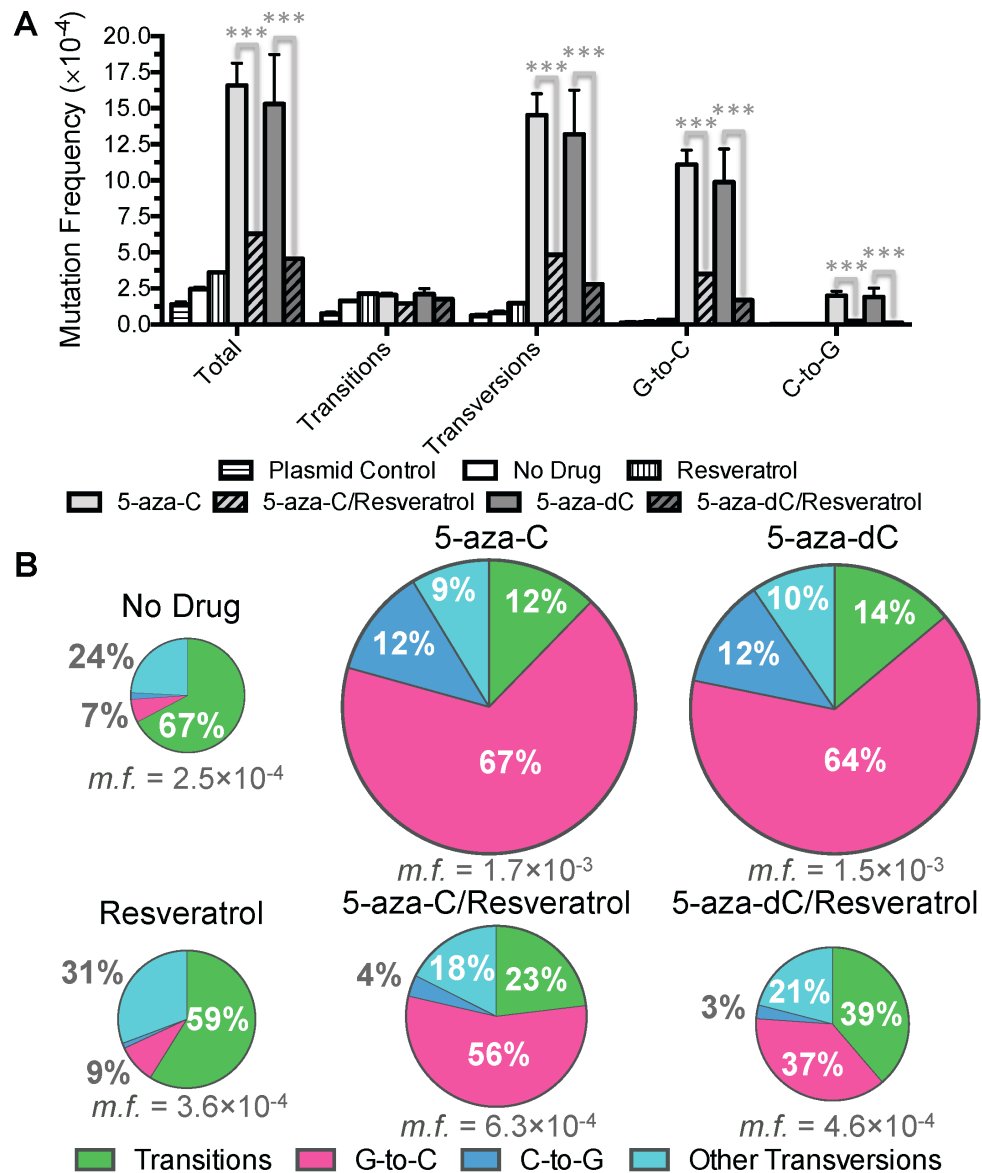 A
Mutation Frequency (×10-4)
20.0
17.5
15.0
12.5
10.0
7.5
5.0
2.5
0.0
*** ***
*** ***
*** ***
*** ***
Total
Transitions
Transversions
G-to-C
C-to-G
Plasmid Control No Drug Resveratrol
5-aza-C 5-aza-C/Resveratrol 5-aza-dC 5-aza-dC/Resveratrol
B
No Drug
24%
7%
67%
m.f. = 2.5×10-4
5-aza-C
9%
12%
12%
67%
m.f. = 1.7×10-3
5-aza-dC
10%
14%
12%
64%
m.f. = 1.5×10-3
Resveratrol
31%
59%
9%
m.f. = 3.6×10-4
5-aza-C/Resveratrol
4%
18%
23%
56%
m.f. = 6.3×10-4
5-aza-dC/Resveratrol
3%
21%
39%
37%
m.f. = 4.6×10-4
Transitions G-to-C C-to-G Other Transversions